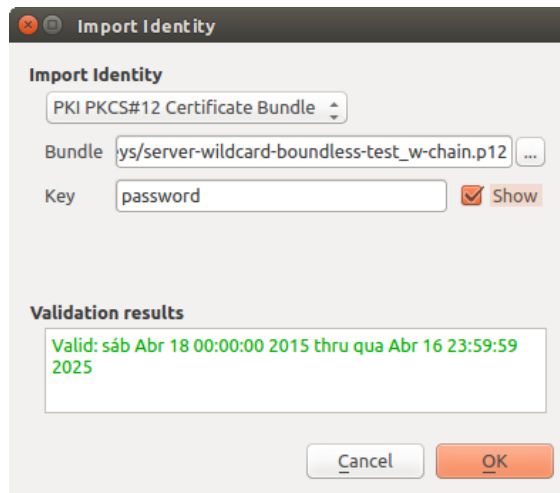 Import Identity
Import Identity
PKI PKCS#12 Certificate Bundle
Bundle ys/server-wildcard-boundless-test_w-chain.p12 ...
Key password Show
Validation results
Valid: sáb Abr 18 00:00:00 2015 thru qua Abr 16 23:59:59
2025
Cancel OK